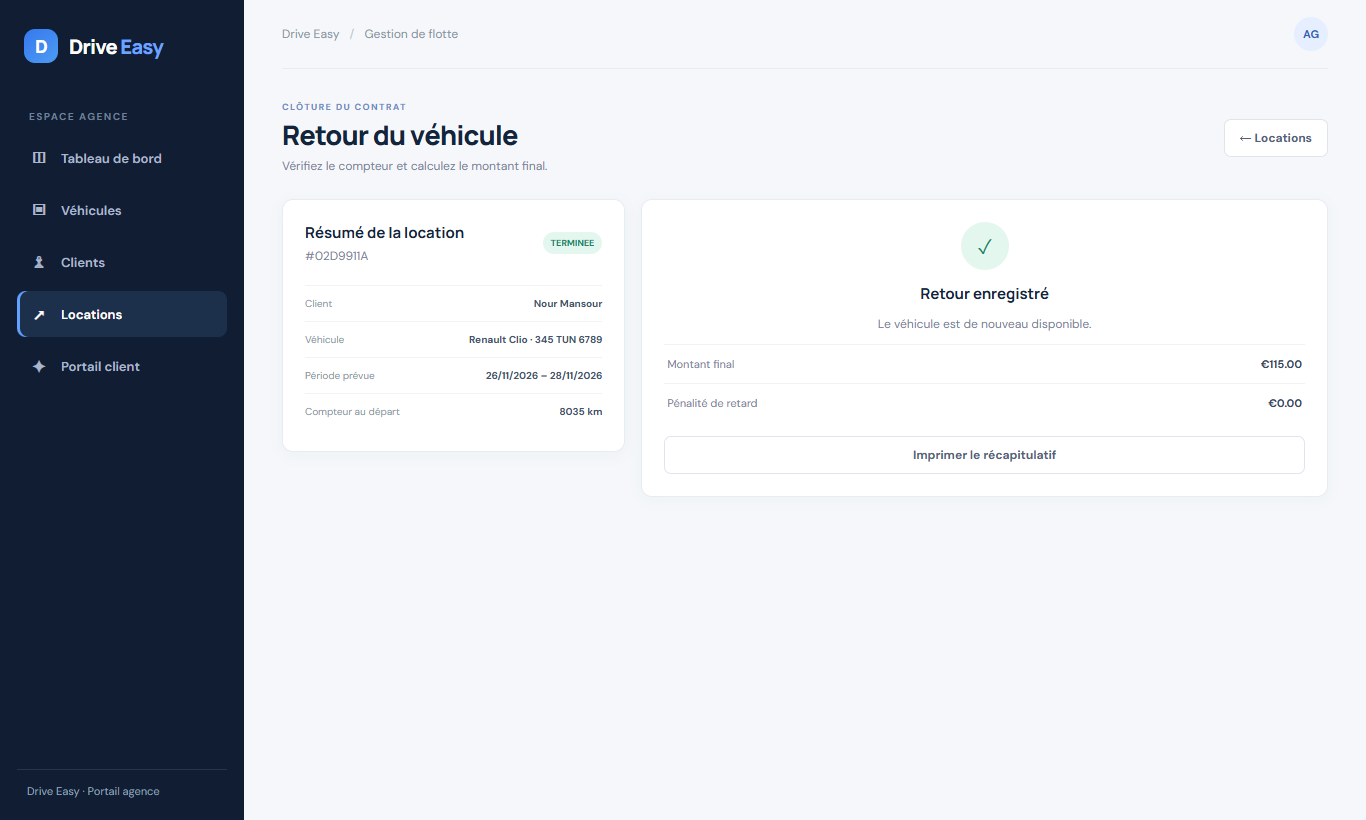 D Drive Easy
ESPACE AGENCE
Tableau de bord
Véhicules
Clients
Locations
Portail client
Drive Easy · Portail agence
Drive Easy / Gestion de flotte
AG
CLÔTURE DU CONTRAT
Retour du véhicule
Vérifiez le compteur et calculez le montant final.
← Locations
Résumé de la location
#02D9911A
TERMINEE
Client Nour Mansour
Véhicule Renault Clio · 345 TUN 6789
Période prévue 26/11/2026 – 28/11/2026
Compteur au départ 8035 km
✓
Retour enregistré
Le véhicule est de nouveau disponible.
Montant final €115.00
Pénalité de retard €0.00
Imprimer le récapitulatif